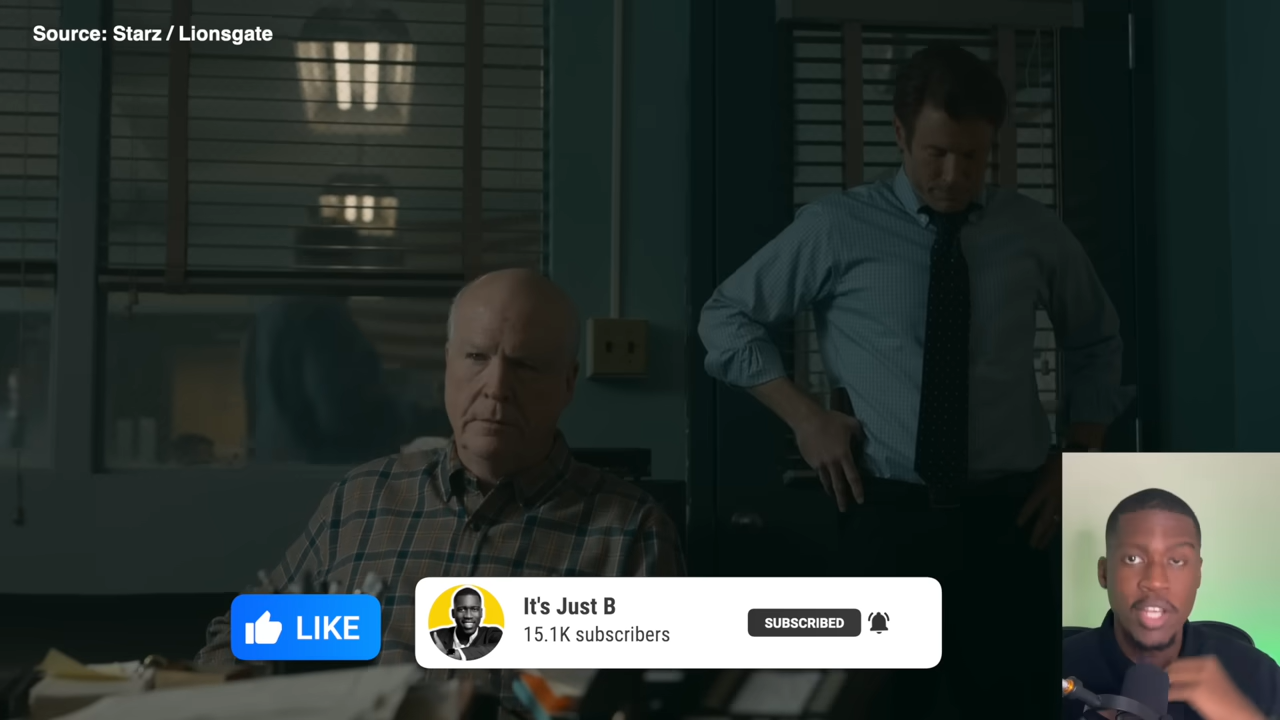 Source: Starz / Lionsgate
LIKE
It's Just B
15.1K subscribers
SUBSCRIBED